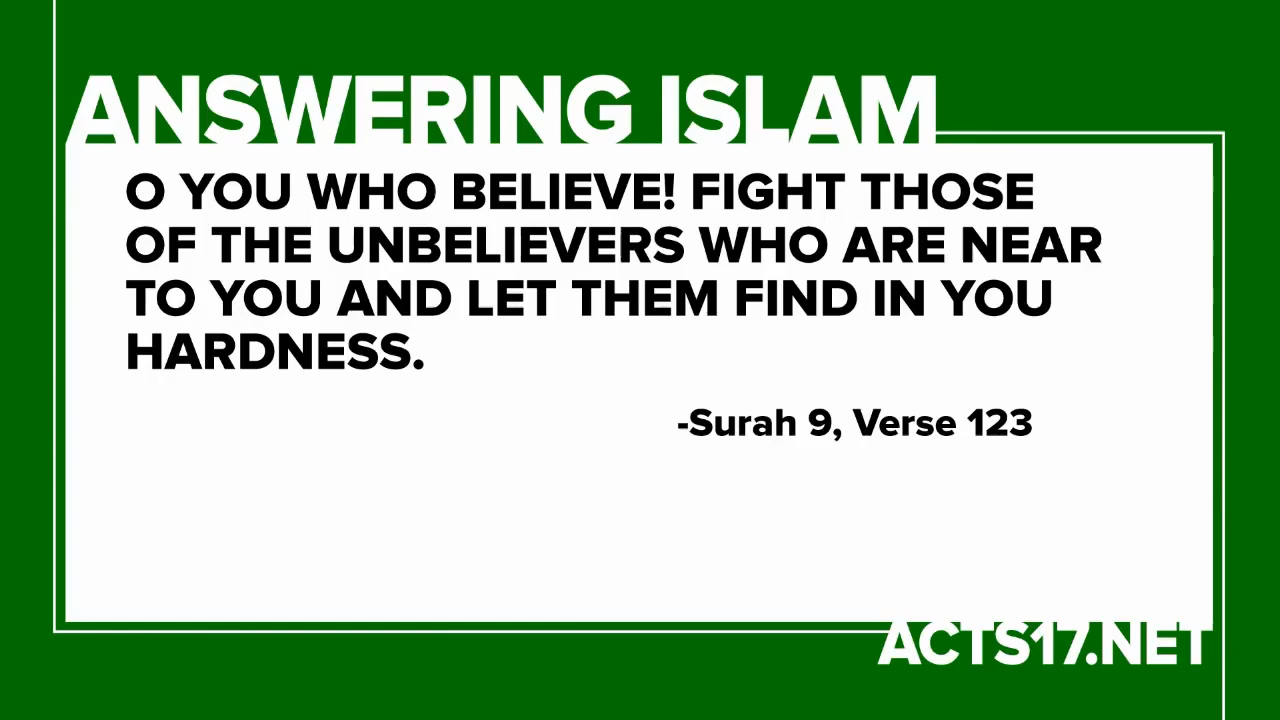 ANSWERING ISLAM
O YOU WHO BELIEVE! FIGHT THOSE
OF THE UNBELIEVERS WHO ARE NEAR
TO YOU AND LET THEM FIND IN YOU
HARDNESS.
-Surah 9, Verse 123
ACTS17.NET